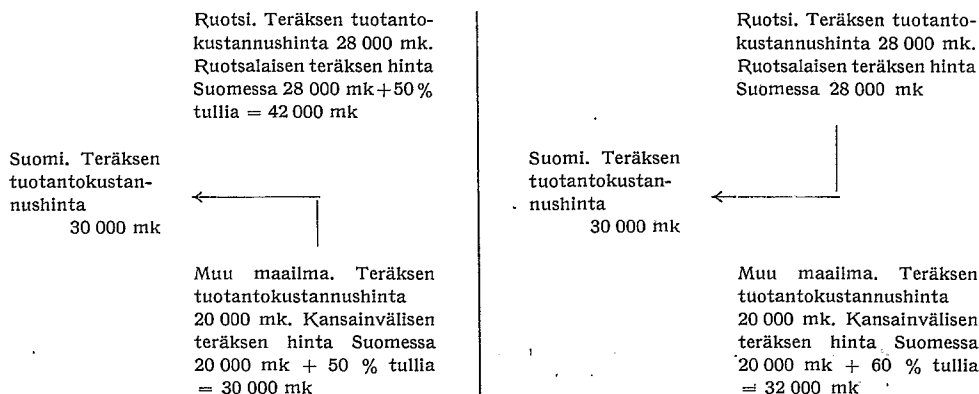 Ruotsi. Teräksen tuotanto-
kustannushinta 28 000 mk.
Ruotsalaisen teräksen hinta
Suomessa 28 000 mk+50 %
tullia = 42 000 mk
Suomi. Teräksen
tuotantokustan-
nushinta
30 000 mk
Muu maailma. Teräksen
tuotantokustannushinta
20 000 mk. Kansainvälisen
teräksen hinta Suomessa
20 000 mk + 50 % tullia
= 30 000 mk
Ruotsi. Teräksen tuotanto-
kustannushinta 28 000 mk.
Ruotsalaisen teräksen hinta
Suomessa 28 000 mk
Suomi. Teräksen
tuotantokustan-
nushinta
30 000 mk
Muu maailma. Teräksen
tuotantokustannushinta
20 000 mk. Kansainvälisen
teräksen hinta Suomessa
20 000 mk + 60 % tullia
= 32 000 mk